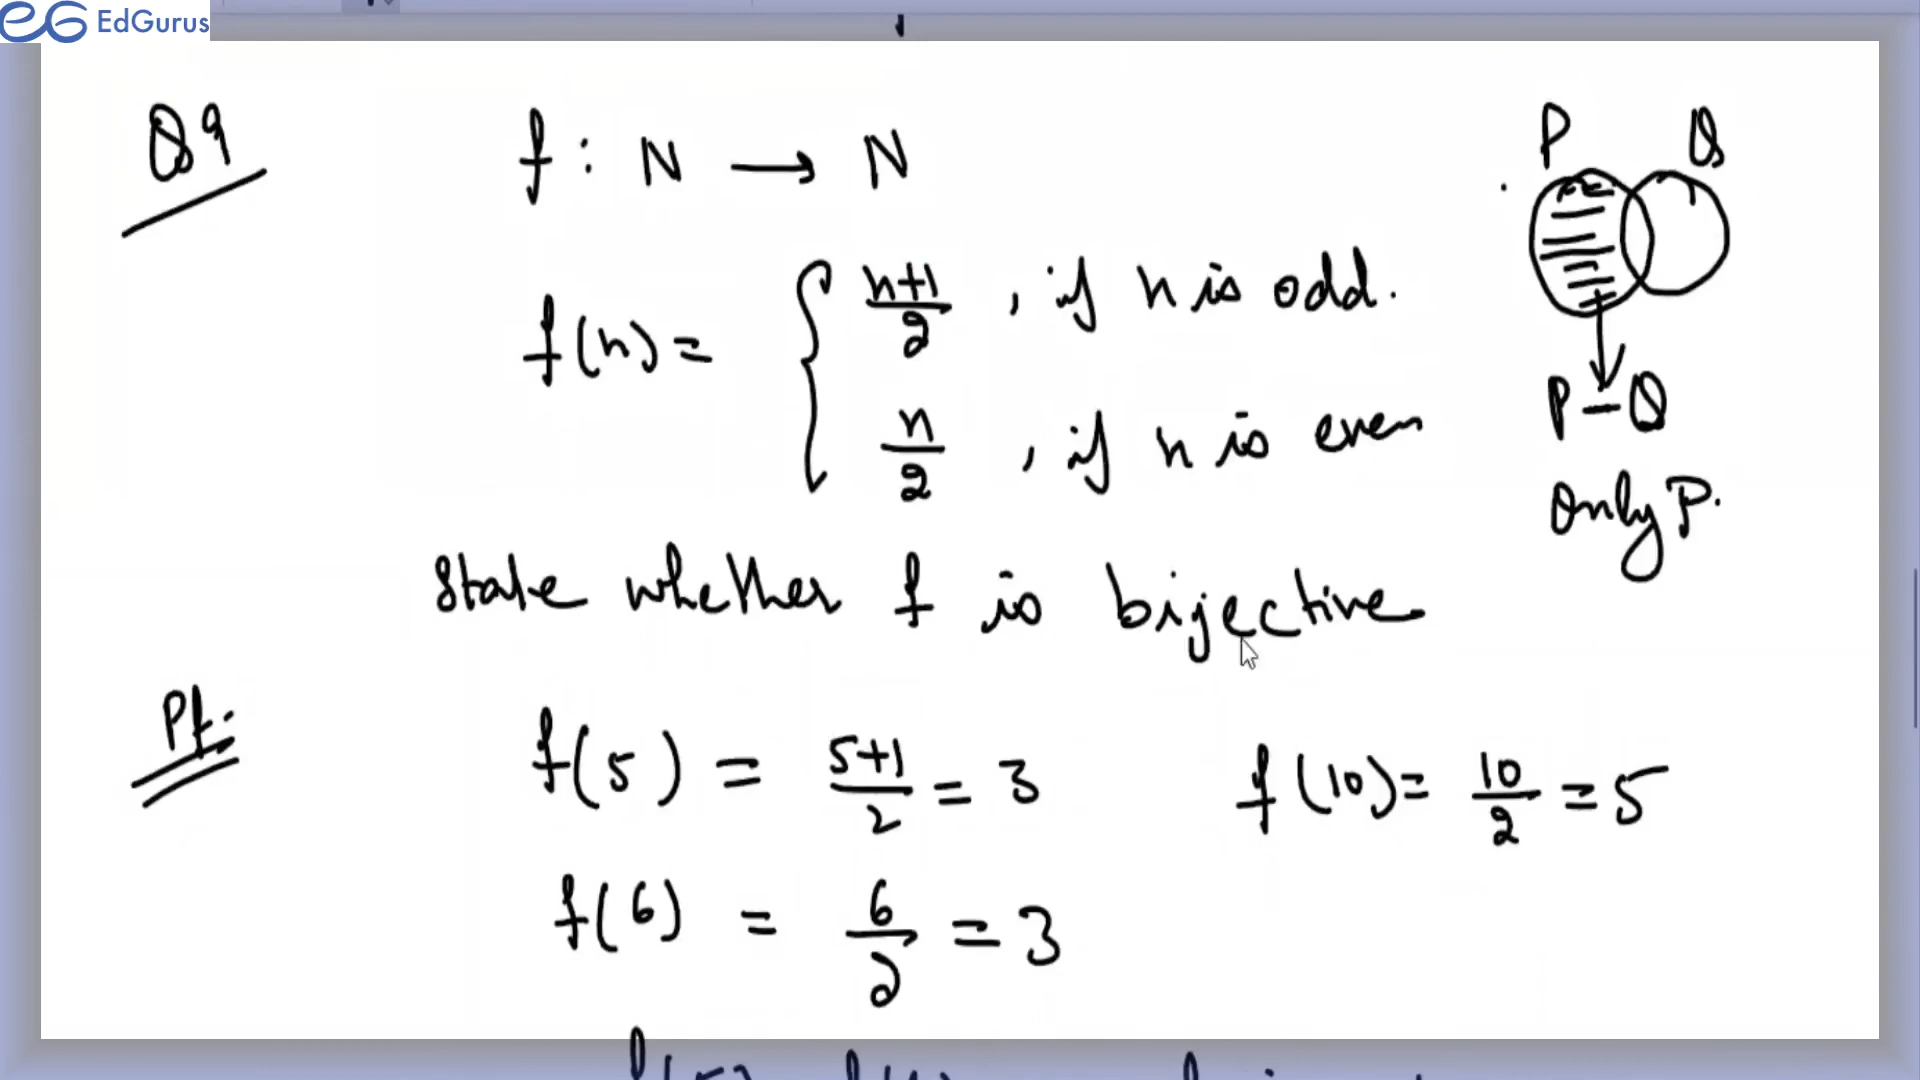 EdGurus
Q9
f : N → N
f(n) = { n+1/2 , if n is odd.
n/2 , if n is even
State whether f is bijective
P Q
P - Q
Only P.
Pf:
f(5) = 5+1/2 = 3 f(10) = 10/2 = 5
f(6) = 6/2 = 3